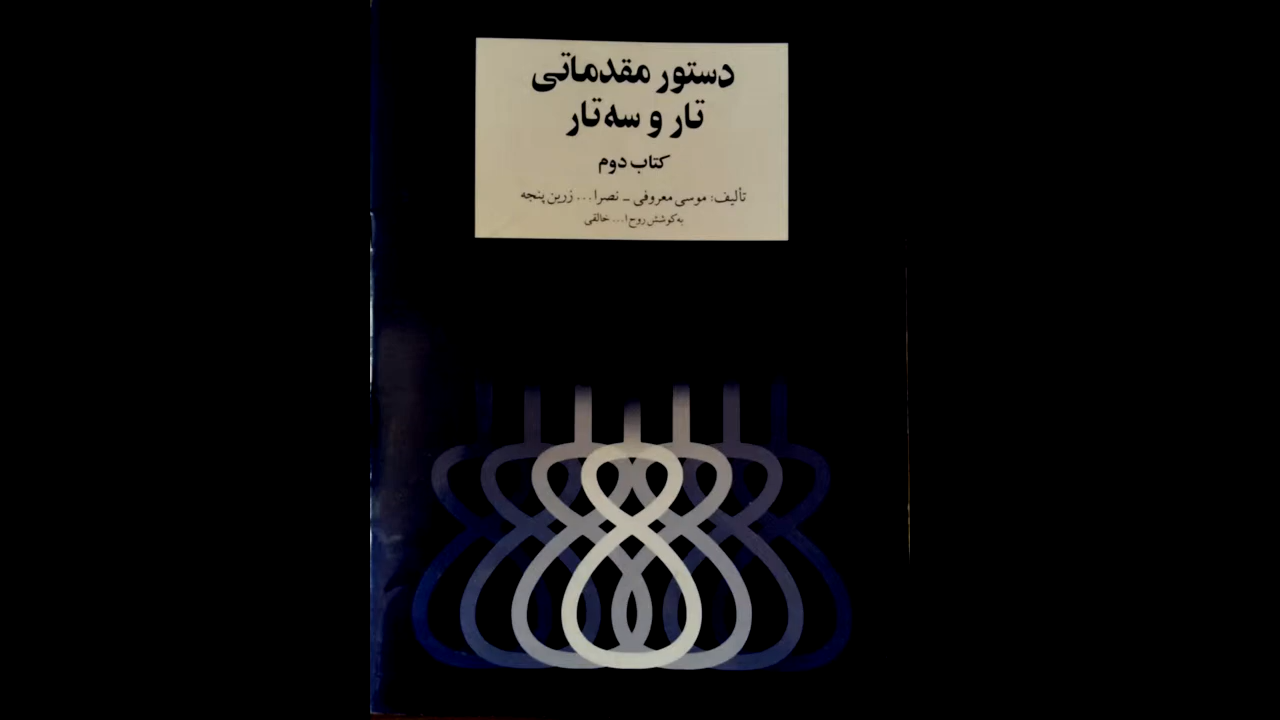 دستور مقدماتی
تار و سه‌تار
کتاب دوم
تألیف: موسی معروفی ـ نصرا... زرین پنجه
به‌کوشش روح ا... خالقی